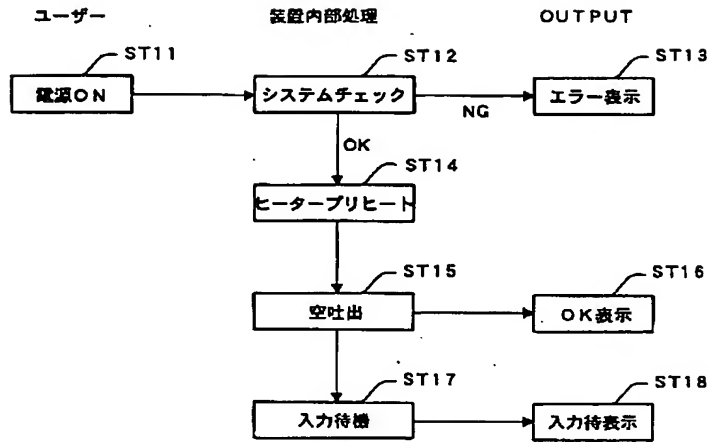 ユーザー 装置内部処理 OUTPUT
ST11 ST12 ST13
電源ON システムチェック エラー表示
NG
OK
ST14
ヒータープリヒート
ST15 ST16
空吐出 OK表示
ST17 ST18
入力待機 入力待表示